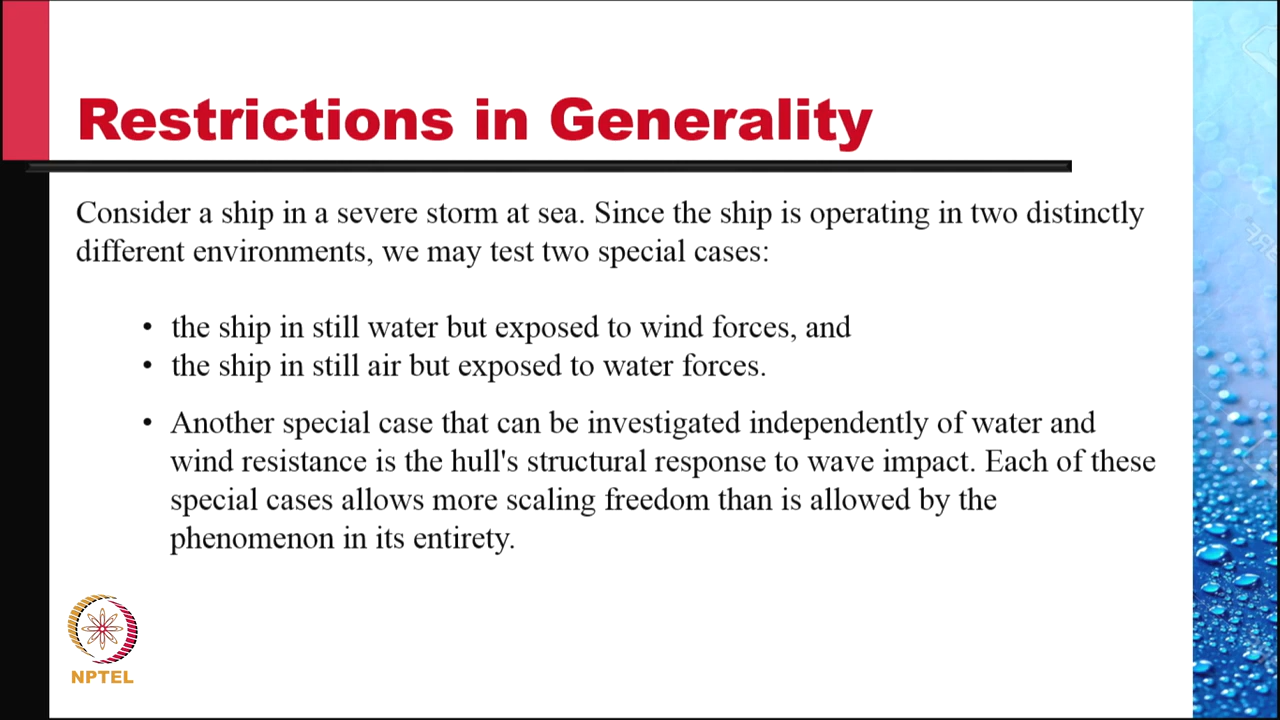 Restrictions in Generality
Consider a ship in a severe storm at sea. Since the ship is operating in two distinctly
different environments, we may test two special cases:
• the ship in still water but exposed to wind forces, and
• the ship in still air but exposed to water forces.
• Another special case that can be investigated independently of water and
wind resistance is the hull's structural response to wave impact. Each of these
special cases allows more scaling freedom than is allowed by the
phenomenon in its entirety.
NPTEL